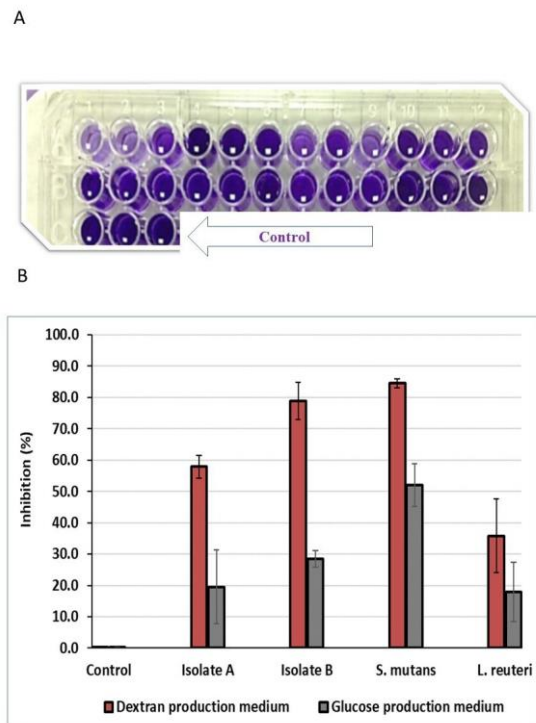 A
1 2 3 4 5 6 7 8 9 10 11 12
A
B
C
Control
B
100.0
90.0
80.0
70.0
60.0
50.0
40.0
30.0
20.0
10.0
0.0
Inhibition (%)
Control Isolate A Isolate B S. mutans L. reuteri
Dextran production medium Glucose production medium